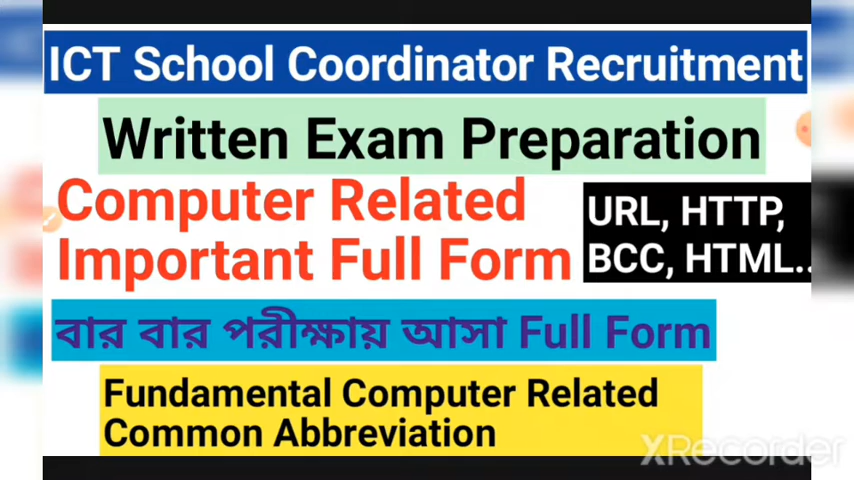 ICT School Coordinator Recruitment
Written Exam Preparation
Computer Related
Important Full Form
URL, HTTP,
BCC, HTML..
বার বার পরীক্ষায় আসা Full Form
Fundamental Computer Related
Common Abbreviation
XRecorder